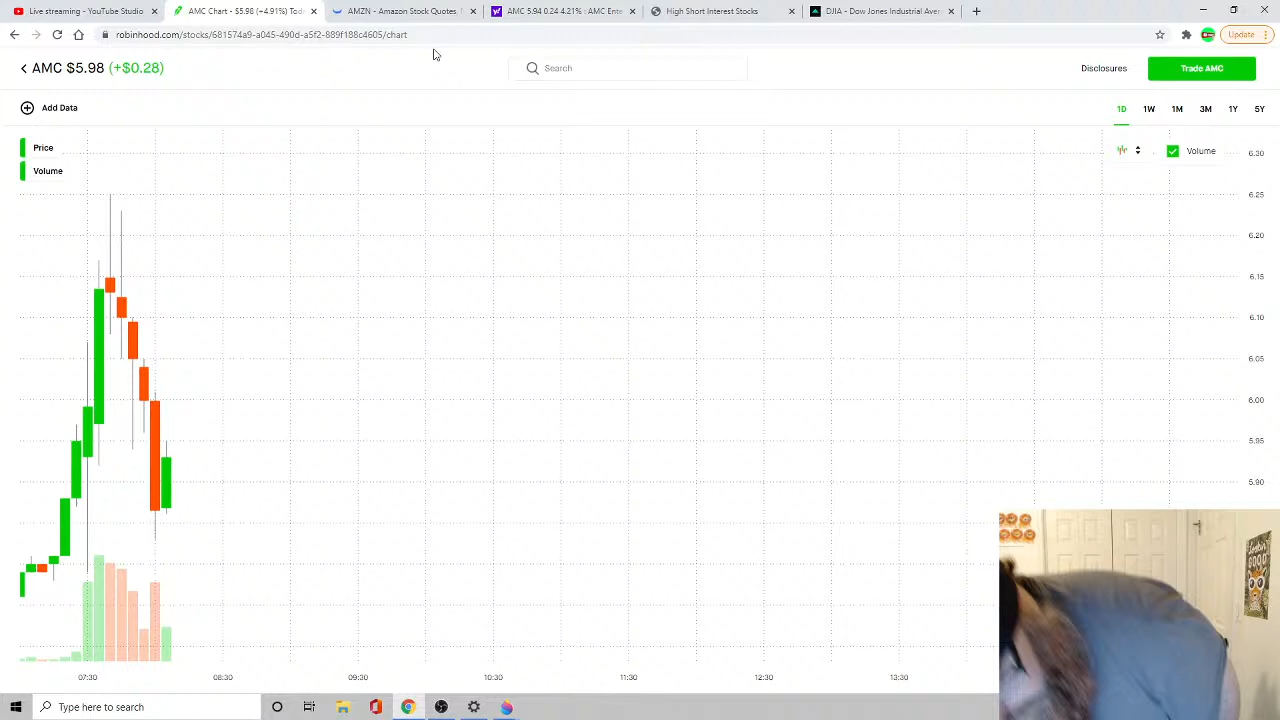 Live streaming - YouTube Studio
AMC Chart - $5.98 (+4.91%) Toda
AMZN - Amazon Stock Quotes
AMC 5.94 0.24 4.21% : AMC Ente
High Short Interest Stocks
DJIA - Dow Jones Industrial Aver
robinhood.com/stocks/681574a9-a045-490d-a5f2-889f188c4605/chart
Update
AMC $5.98 (+$0.28)
Search
Disclosures
Trade AMC
Add Data
1D 1W 1M 3M 1Y 5Y
Price
Volume
Volume
6.30
6.25
6.20
6.15
6.10
6.05
6.00
5.95
5.90
07:30 08:30 09:30 10:30 11:30 12:30 13:30
Type here to search